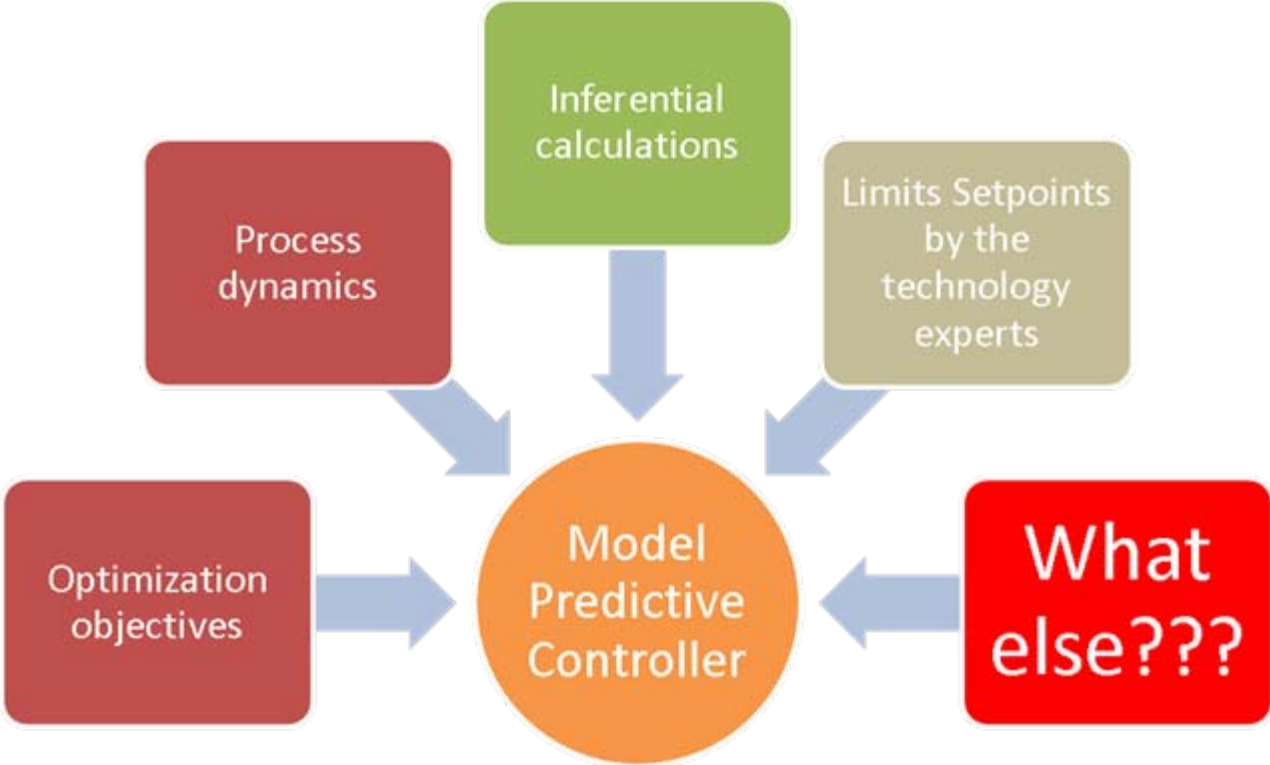 Inferential
calculations
Process
dynamics
Limits Setpoints
by the
technology
experts
Optimization
objectives
Model
Predictive
Controller
What
else???